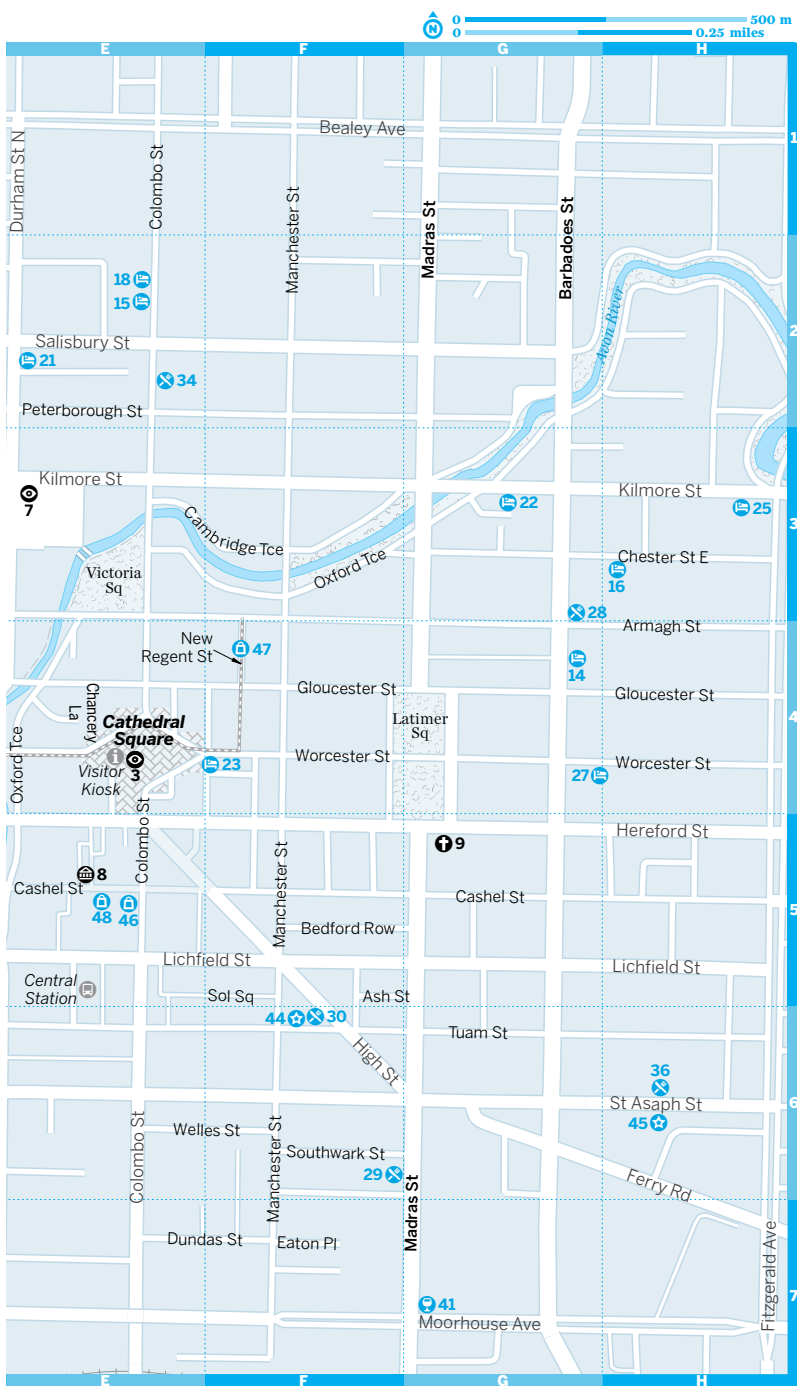 0 500 m
N
0 0.25 miles
E F G H
Bealey Ave
1
Durham St N
Colombo St
Manchester St
Madras St
Barbadoes St
18
15
Avon River
2
Salisbury St
21
34
Peterborough St
Kilmore St
7
22
Kilmore St
25
3
Cambridge Tce
Oxford Tce
Chester St E
16
Victoria
Sq
28
Armagh St
New
Regent St
47
14
Gloucester St
Gloucester St
Chancery
La
Cathedral
Square
Latimer
Sq
4
Oxford Tce
Visitor
Kiosk
3
23
Worcester St
27
Worcester St
Colombo St
Hereford St
9
8
Manchester St
Cashel St
48
46
Cashel St
5
Bedford Row
Lichfield St
Lichfield St
Central
Station
Sol Sq
Ash St
44
30
Tuam St
High St
36
St Asaph St
6
45
Colombo St
Welles St
Manchester St
Southwark St
29
Madras St
Ferry Rd
Dundas St
Eaton Pl
Fitzgerald Ave
41
7
Moorhouse Ave
E F G H